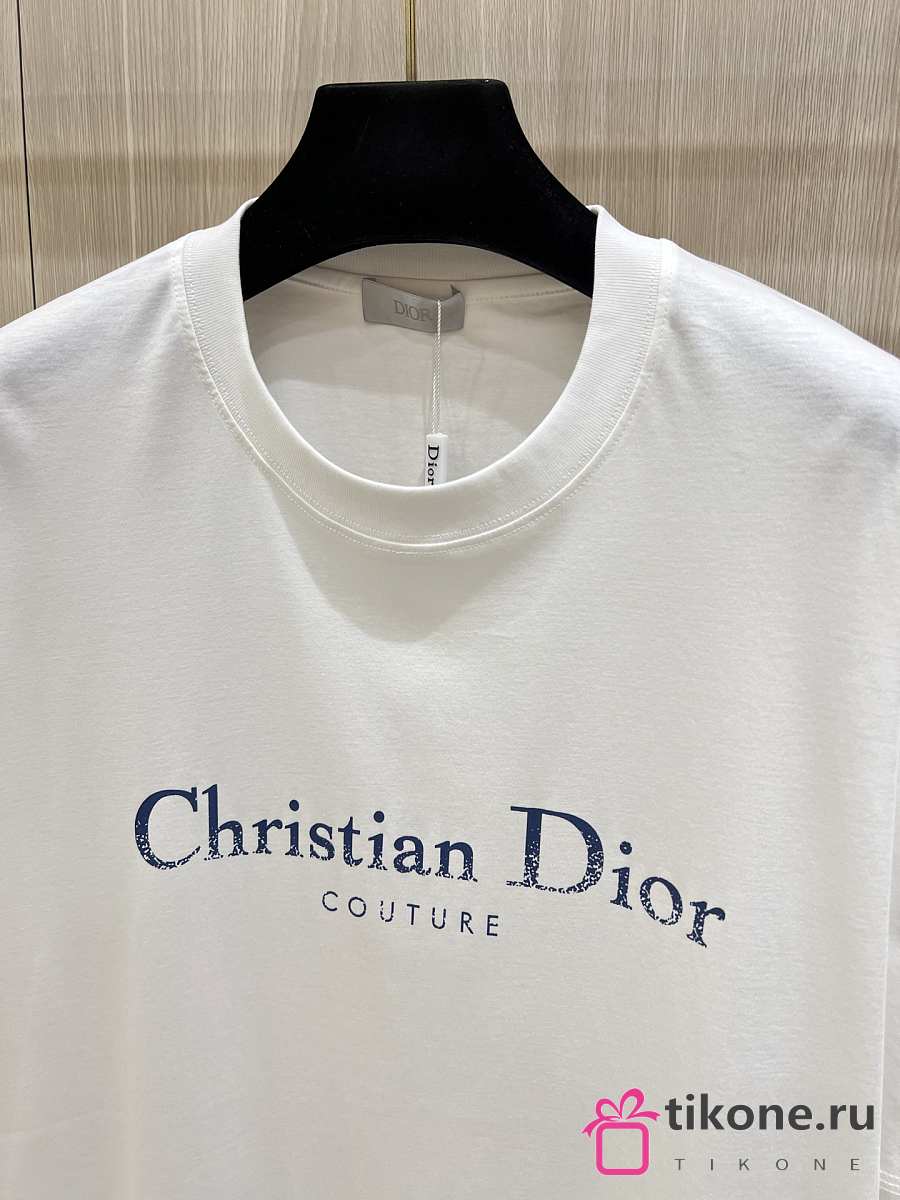 DIOR
Dior
Christian Dior
COUTURE
tikone.ru
TIKONE